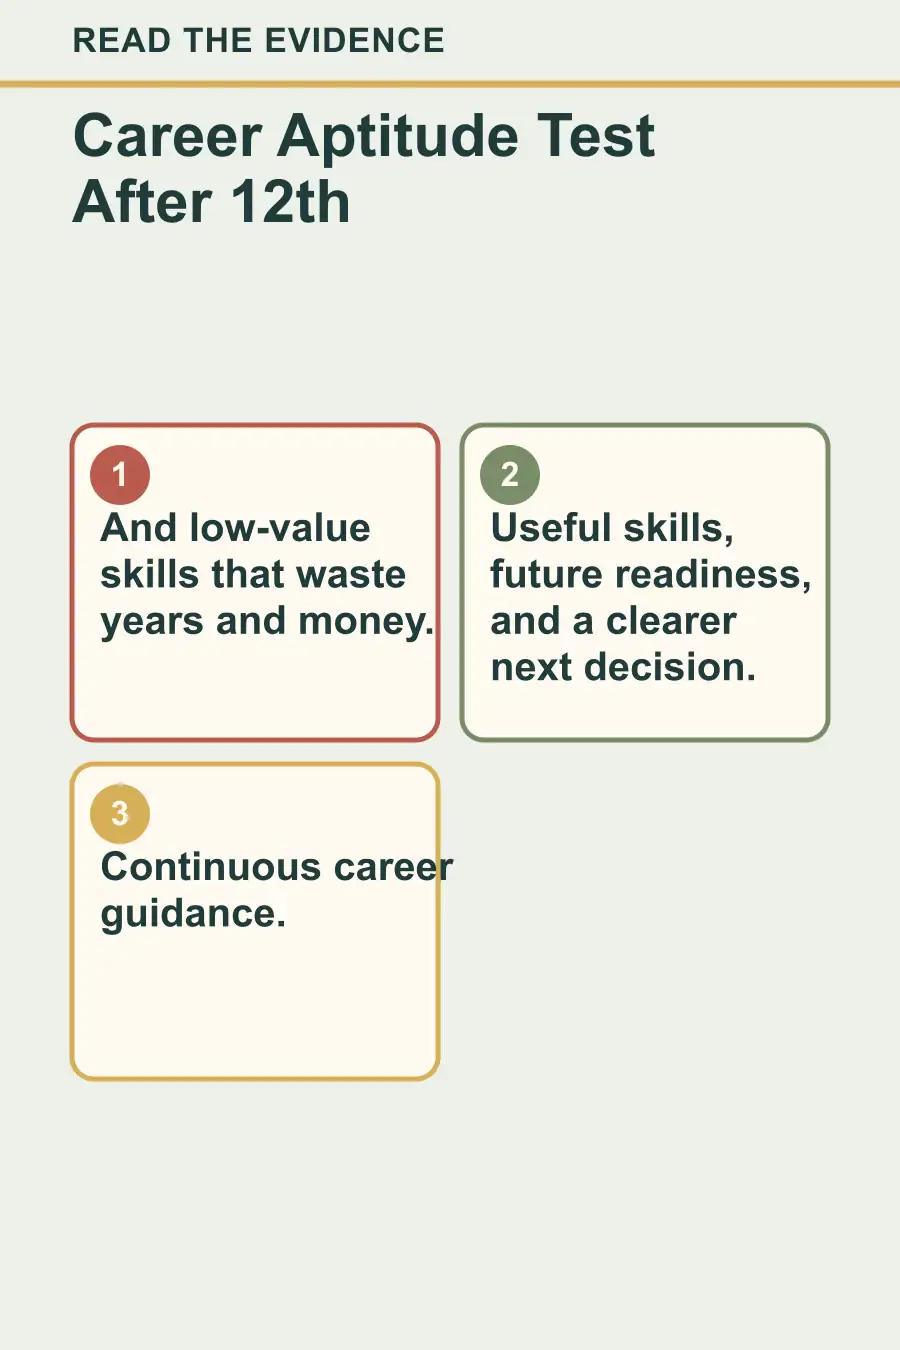 READ THE EVIDENCE
Career Aptitude Test
After 12th
1
And low-value
skills that waste
years and money.
2
Useful skills,
future readiness,
and a clearer
next decision.
3
Continuous career
guidance.